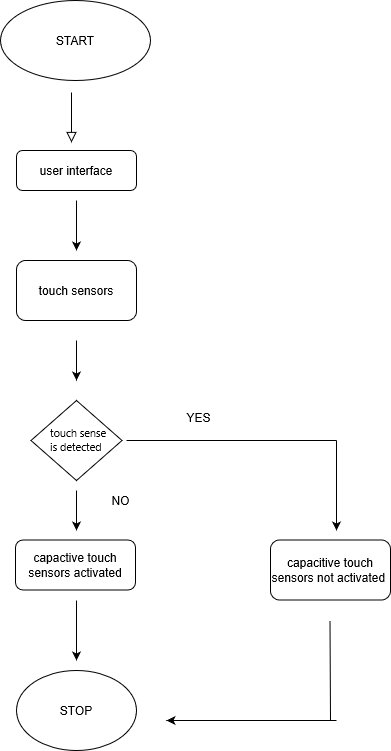 START
user interface
touch sensors
touch sense
is detected
YES
NO
capactive touch
sensors activated
capacitive touch
sensors not activated
STOP